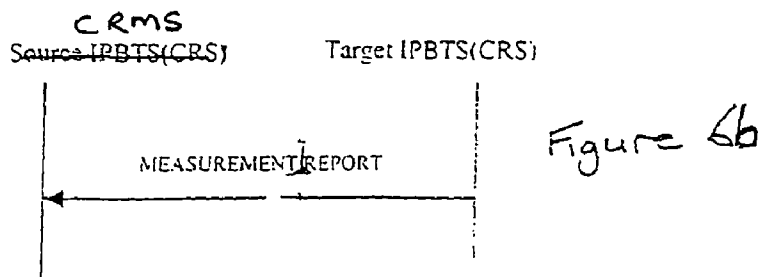 CRMS
Source IPBTS(CRS) Target IPBTS(CRS)
MEASUREMENT REPORT
Figure 6b